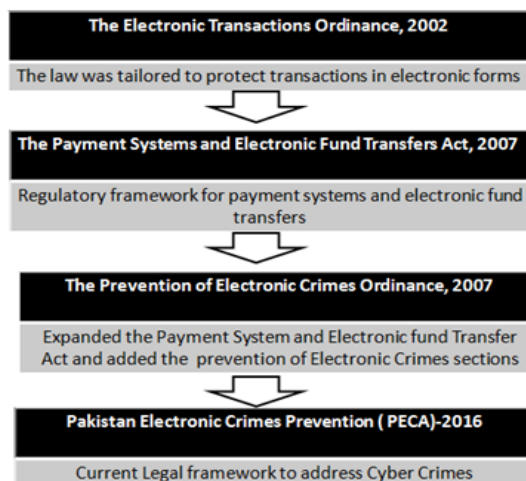 The Electronic Transactions Ordinance, 2002
The law was tailored to protect transactions in electronic forms
The Payment Systems and Electronic Fund Transfers Act, 2007
Regulatory framework for payment systems and electronic fund
transfers
The Prevention of Electronic Crimes Ordinance, 2007
Expanded the Payment System and Electronic fund Transfer
Act and added the prevention of Electronic Crimes sections
Pakistan Electronic Crimes Prevention ( PECA)-2016
Current Legal framework to address Cyber Crimes